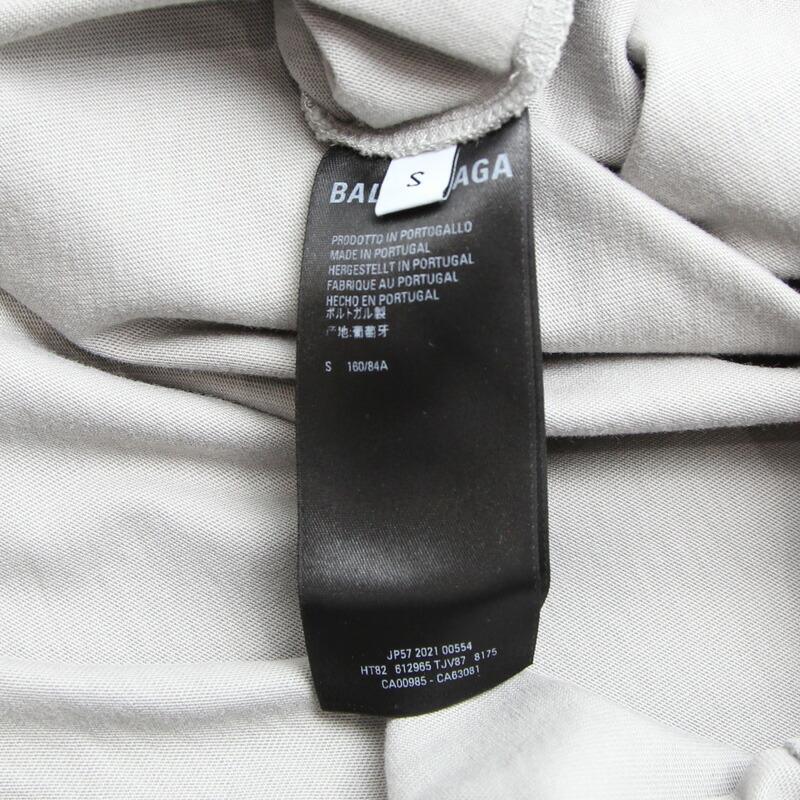 BAL AGA
S
PRODOTTO IN PORTOGALLO
MADE IN PORTUGAL
HERGESTELLT IN PORTUGAL
FABRIQUE AU PORTUGAL
HECHO EN PORTUGAL
ポルトガル製
产地:葡萄牙
S 160/84A
JP57 2021 00554
HT82 612965 TJV87 8175
CA00985 - CA63081